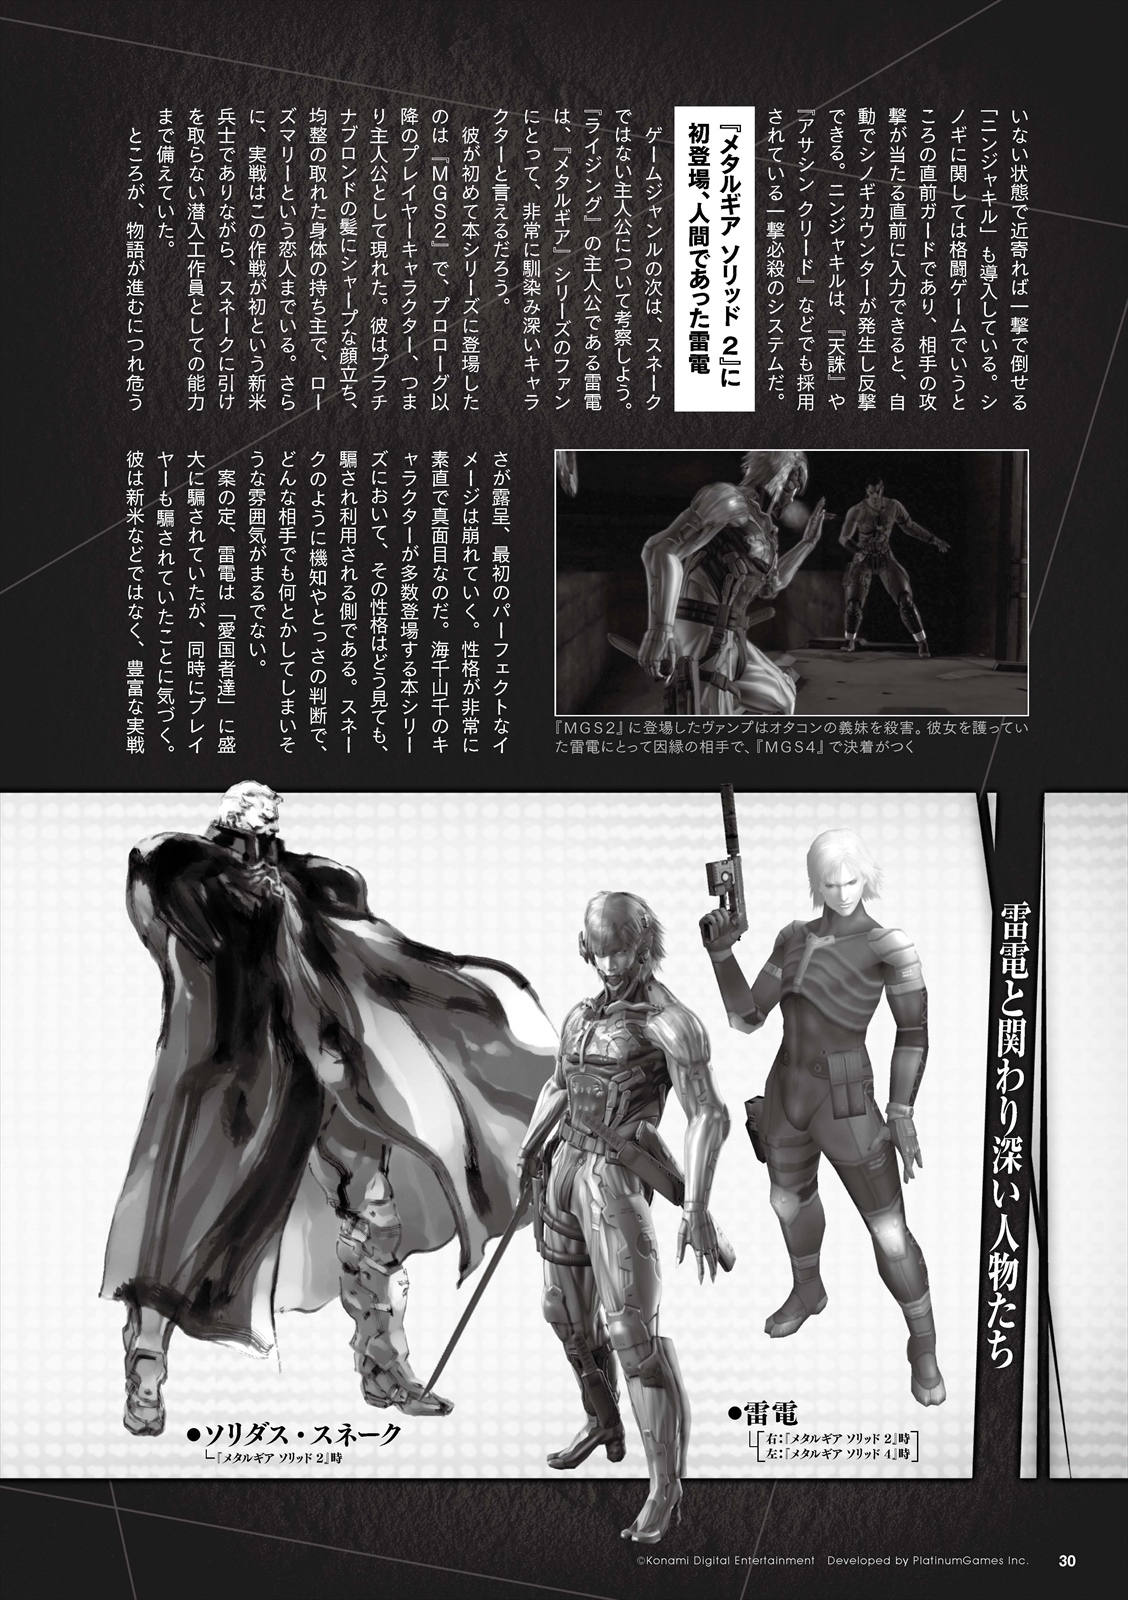 いない状態で近寄れば一撃で倒せる
「ニンジャキル」も導入している。シ
ノギに関しては格闘ゲームでいうと
ころの直前ガードであり、相手の攻
撃が当たる直前に入力できると、自
動でシノギカウンターが発生し反撃
できる。ニンジャキルは、『天誅』や
『アサシン クリード』などでも採用
されている一撃必殺のシステムだ。
『メタルギア ソリッド 2』に
初登場、人間であった雷電
ゲームジャンルの次は、スネーク
ではない主人公について考察しよう。
『ライジング』の主人公である雷電
は、『メタルギア』シリーズのファン
にとって、非常に馴染み深いキャラ
クターと言えるだろう。
彼が初めて本シリーズに登場した
のは『MGS2』で、プロローグ以
降のプレイヤーキャラクター、つま
り主人公として現れた。彼はプラチ
ナブロンドの髪にシャープな顔立ち、
均整の取れた身体の持ち主で、ロー
ズマリーという恋人までいる。さら
に、実戦はこの作戦が初という新米
兵士でありながら、スネークに引け
を取らない潜入工作員としての能力
まで備えていた。
ところが、物語が進むにつれ危う
さが露呈、最初のパーフェクトなイ
メージは崩れていく。性格が非常に
素直で真面目なのだ。海千山千のキ
ャラクターが多数登場する本シリー
ズにおいて、その性格はどう見ても、
騙され利用される側である。スネー
クのように機知やとっさの判断で、
どんな相手でも何とかしてしまいそ
うな雰囲気がまるでない。
案の定、雷電は「愛国者達」に盛
大に騙されていたが、同時にプレイ
ヤーも騙されていたことに気づく。
彼は新米などではなく、豊富な実戦
『MGS2』に登場したヴァンプはオタコンの義妹を殺害。彼女を護ってい
た雷電にとって因縁の相手で、『MGS4』で決着がつく
雷電と関わり深い人物たち
●雷電
右:『メタルギア ソリッド 2』時
左:『メタルギア ソリッド 4』時
●ソリダス・スネーク
『メタルギア ソリッド 2』時
©Konami Digital Entertainment Developed by PlatinumGames Inc.
30